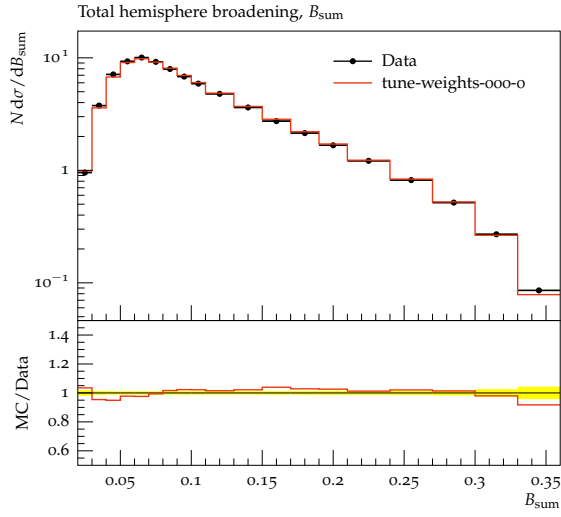 Total hemisphere broadening, B_sum
Data
tune-weights-000-0
N dσ/dB_sum
10^1
1
10^−1
MC/Data
1.4
1.2
1
0.8
0.6
0.05
0.1
0.15
0.2
0.25
0.3
0.35
B_sum